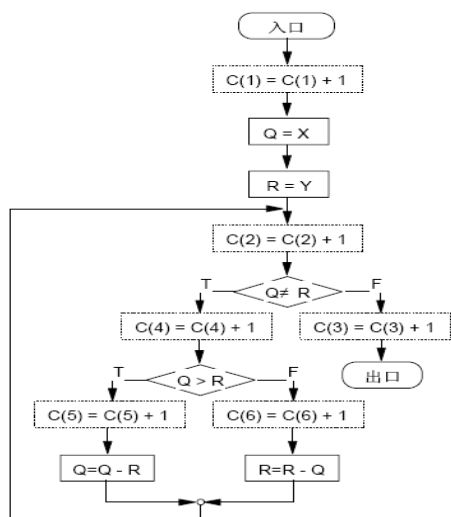 入口
C(1) = C(1) + 1
Q = X
R = Y
C(2) = C(2) + 1
T
Q≠ R
F
C(4) = C(4) + 1
C(3) = C(3) + 1
T
Q > R
F
出口
C(5) = C(5) + 1
C(6) = C(6) + 1
Q=Q - R
R=R - Q